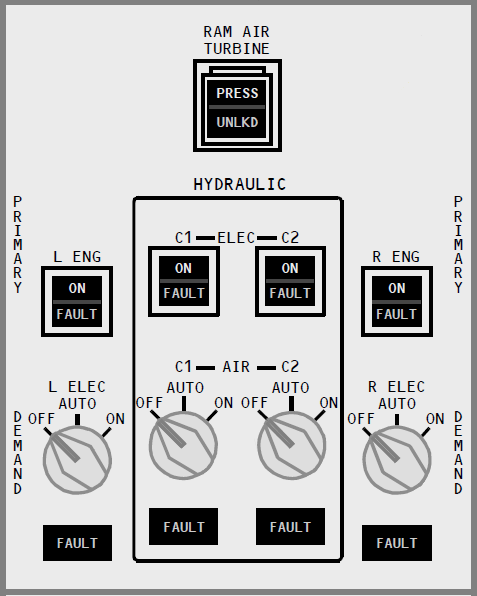 RAM AIR
TURBINE
PRESS
UNLKD
HYDRAULIC
PRIMARY
PRIMARY
C1 ELEC C2
L ENG
R ENG
ON
FAULT
ON
FAULT
ON
FAULT
ON
FAULT
C1 AIR C2
L ELEC
AUTO
OFF ON
AUTO
OFF ON
AUTO
OFF ON
R ELEC
AUTO
OFF ON
DEMAND
DEMAND
FAULT
FAULT
FAULT
FAULT